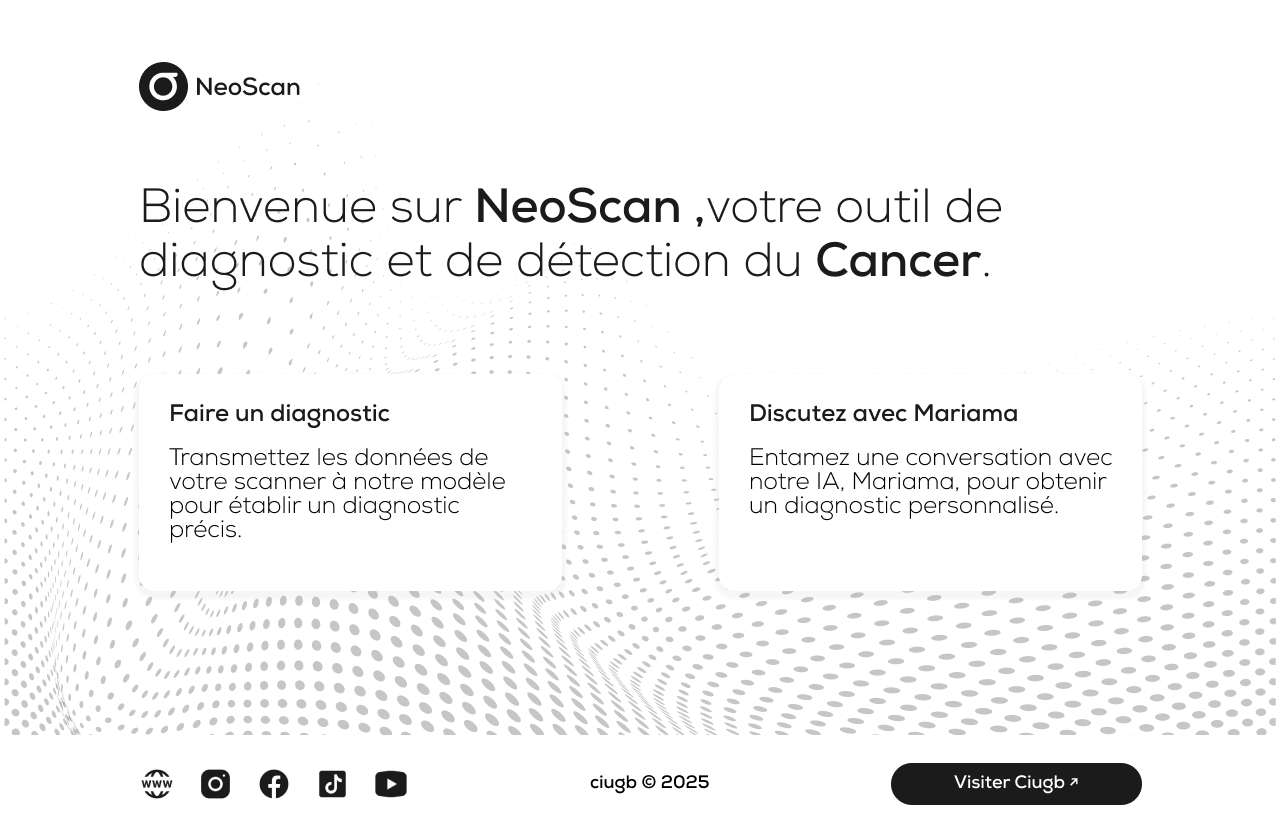 NeoScan
Bienvenue sur NeoScan ,votre outil de
diagnostic et de détection du Cancer.
Faire un diagnostic
Transmettez les données de
votre scanner à notre modèle
pour établir un diagnostic
précis.
Discutez avec Mariama
Entamez une conversation avec
notre IA, Mariama, pour obtenir
un diagnostic personnalisé.
WWW
ciugb © 2025
Visiter Ciugb ↗